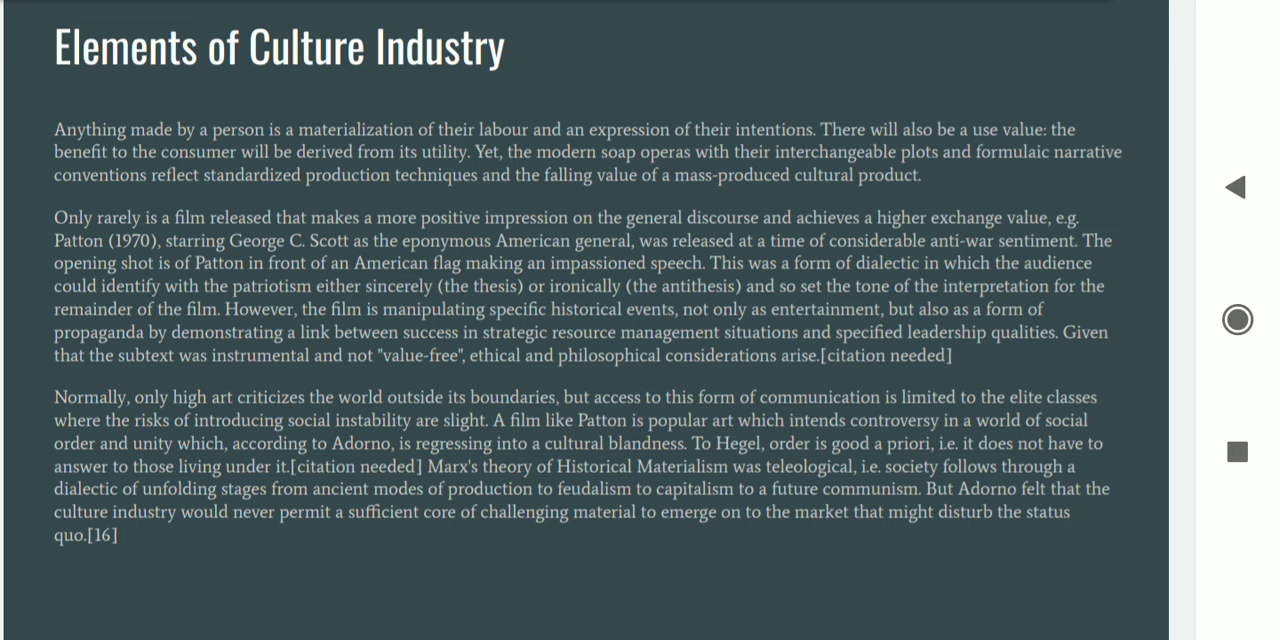 Elements of Culture Industry
Anything made by a person is a materialization of their labour and an expression of their intentions. There will also be a use value: the
benefit to the consumer will be derived from its utility. Yet, the modern soap operas with their interchangeable plots and formulaic narrative
conventions reflect standardized production techniques and the falling value of a mass-produced cultural product.
Only rarely is a film released that makes a more positive impression on the general discourse and achieves a higher exchange value, e.g.
Patton (1970), starring George C. Scott as the eponymous American general, was released at a time of considerable anti-war sentiment. The
opening shot is of Patton in front of an American flag making an impassioned speech. This was a form of dialectic in which the audience
could identify with the patriotism either sincerely (the thesis) or ironically (the antithesis) and so set the tone of the interpretation for the
remainder of the film. However, the film is manipulating specific historical events, not only as entertainment, but also as a form of
propaganda by demonstrating a link between success in strategic resource management situations and specified leadership qualities. Given
that the subtext was instrumental and not "value-free", ethical and philosophical considerations arise.[citation needed]
Normally, only high art criticizes the world outside its boundaries, but access to this form of communication is limited to the elite classes
where the risks of introducing social instability are slight. A film like Patton is popular art which intends controversy in a world of social
order and unity which, according to Adorno, is regressing into a cultural blandness. To Hegel, order is good a priori, i.e. it does not have to
answer to those living under it.[citation needed] Marx's theory of Historical Materialism was teleological, i.e. society follows through a
dialectic of unfolding stages from ancient modes of production to feudalism to capitalism to a future communism. But Adorno felt that the
culture industry would never permit a sufficient core of challenging material to emerge on to the market that might disturb the status
quo.[16]